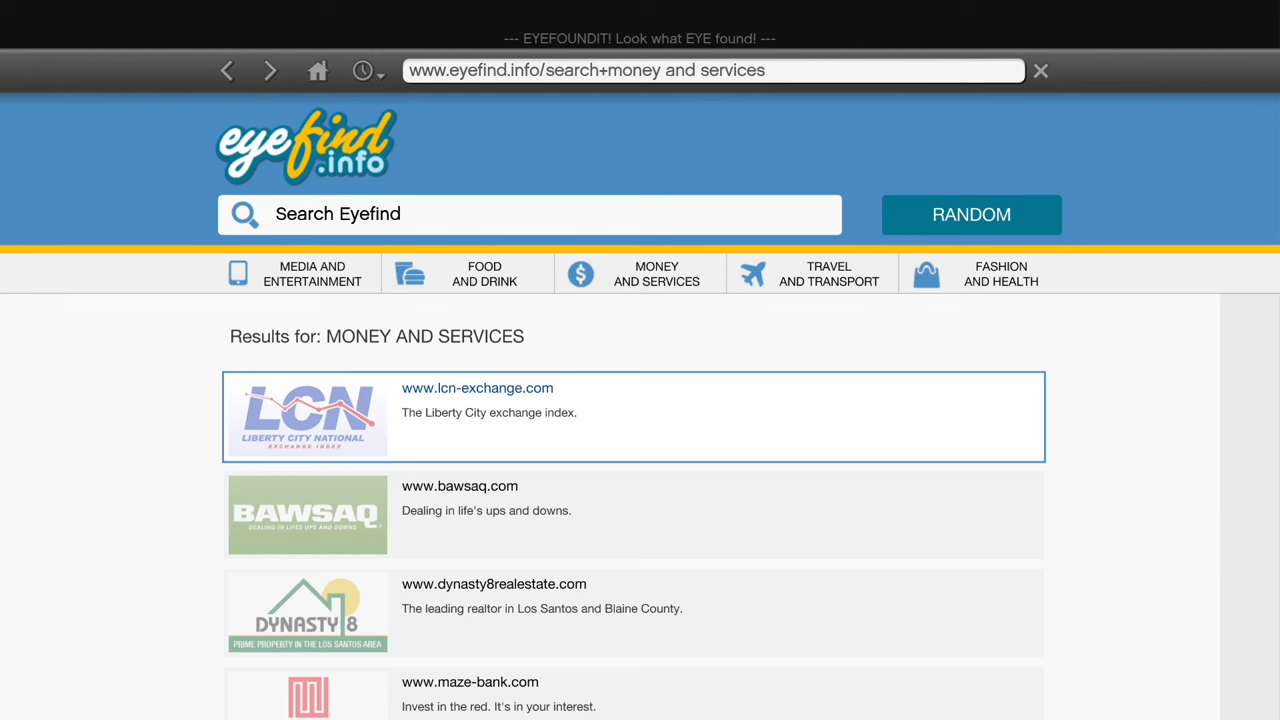 --- EYEFOUNDIT! Look what EYE found! ---
www.eyefind.info/search+money and services
eyefind
.info
Search Eyefind
RANDOM
MEDIA AND
ENTERTAINMENT
FOOD
AND DRINK
MONEY
AND SERVICES
TRAVEL
AND TRANSPORT
FASHION
AND HEALTH
Results for: MONEY AND SERVICES
LCN
LIBERTY CITY NATIONAL
EXCHANGE INDEX
www.lcn-exchange.com
The Liberty City exchange index.
BAWSAQ
DEALING IN LIFES UPS AND DOWNS
www.bawsaq.com
Dealing in life's ups and downs.
DYNASTY 8
PRIME PROPERTY IN THE LOS SANTOS AREA
www.dynasty8realestate.com
The leading realtor in Los Santos and Blaine County.
www.maze-bank.com
Invest in the red. It's in your interest.